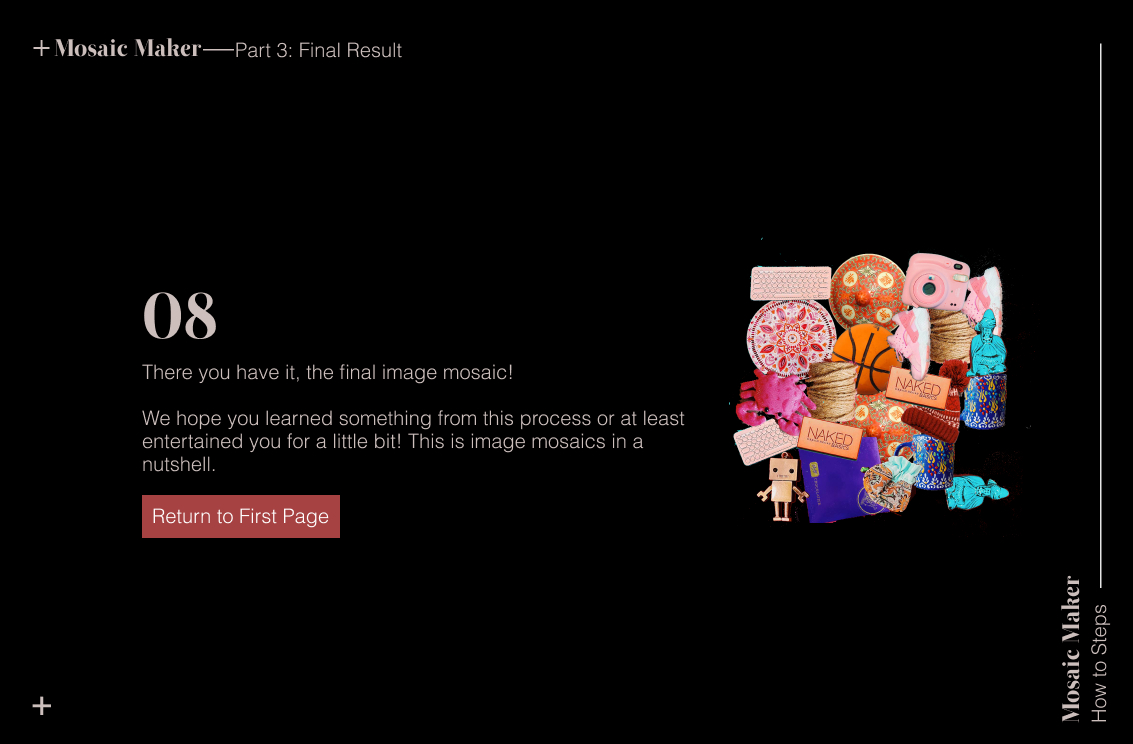 + Mosaic Maker — Part 3: Final Result
08
There you have it, the final image mosaic!
We hope you learned something from this process or at least
entertained you for a little bit! This is image mosaics in a
nutshell.
Return to First Page
NAKED
NAKED
Mosaic Maker
How to Steps
+